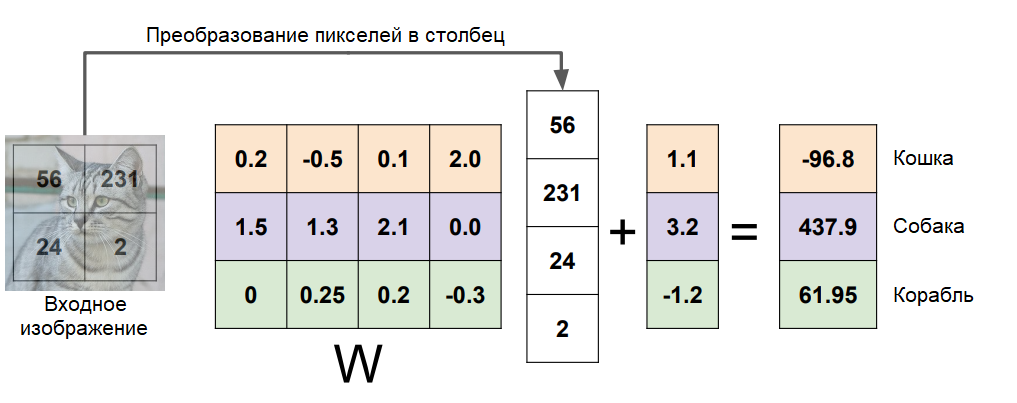 Преобразование пикселей в столбец
56 231
24 2
Входное
изображение
0.2 -0.5 0.1 2.0
1.5 1.3 2.1 0.0
0 0.25 0.2 -0.3
W
56
231
24
2
+
1.1
3.2
-1.2
=
-96.8 Кошка
437.9 Собака
61.95 Корабль